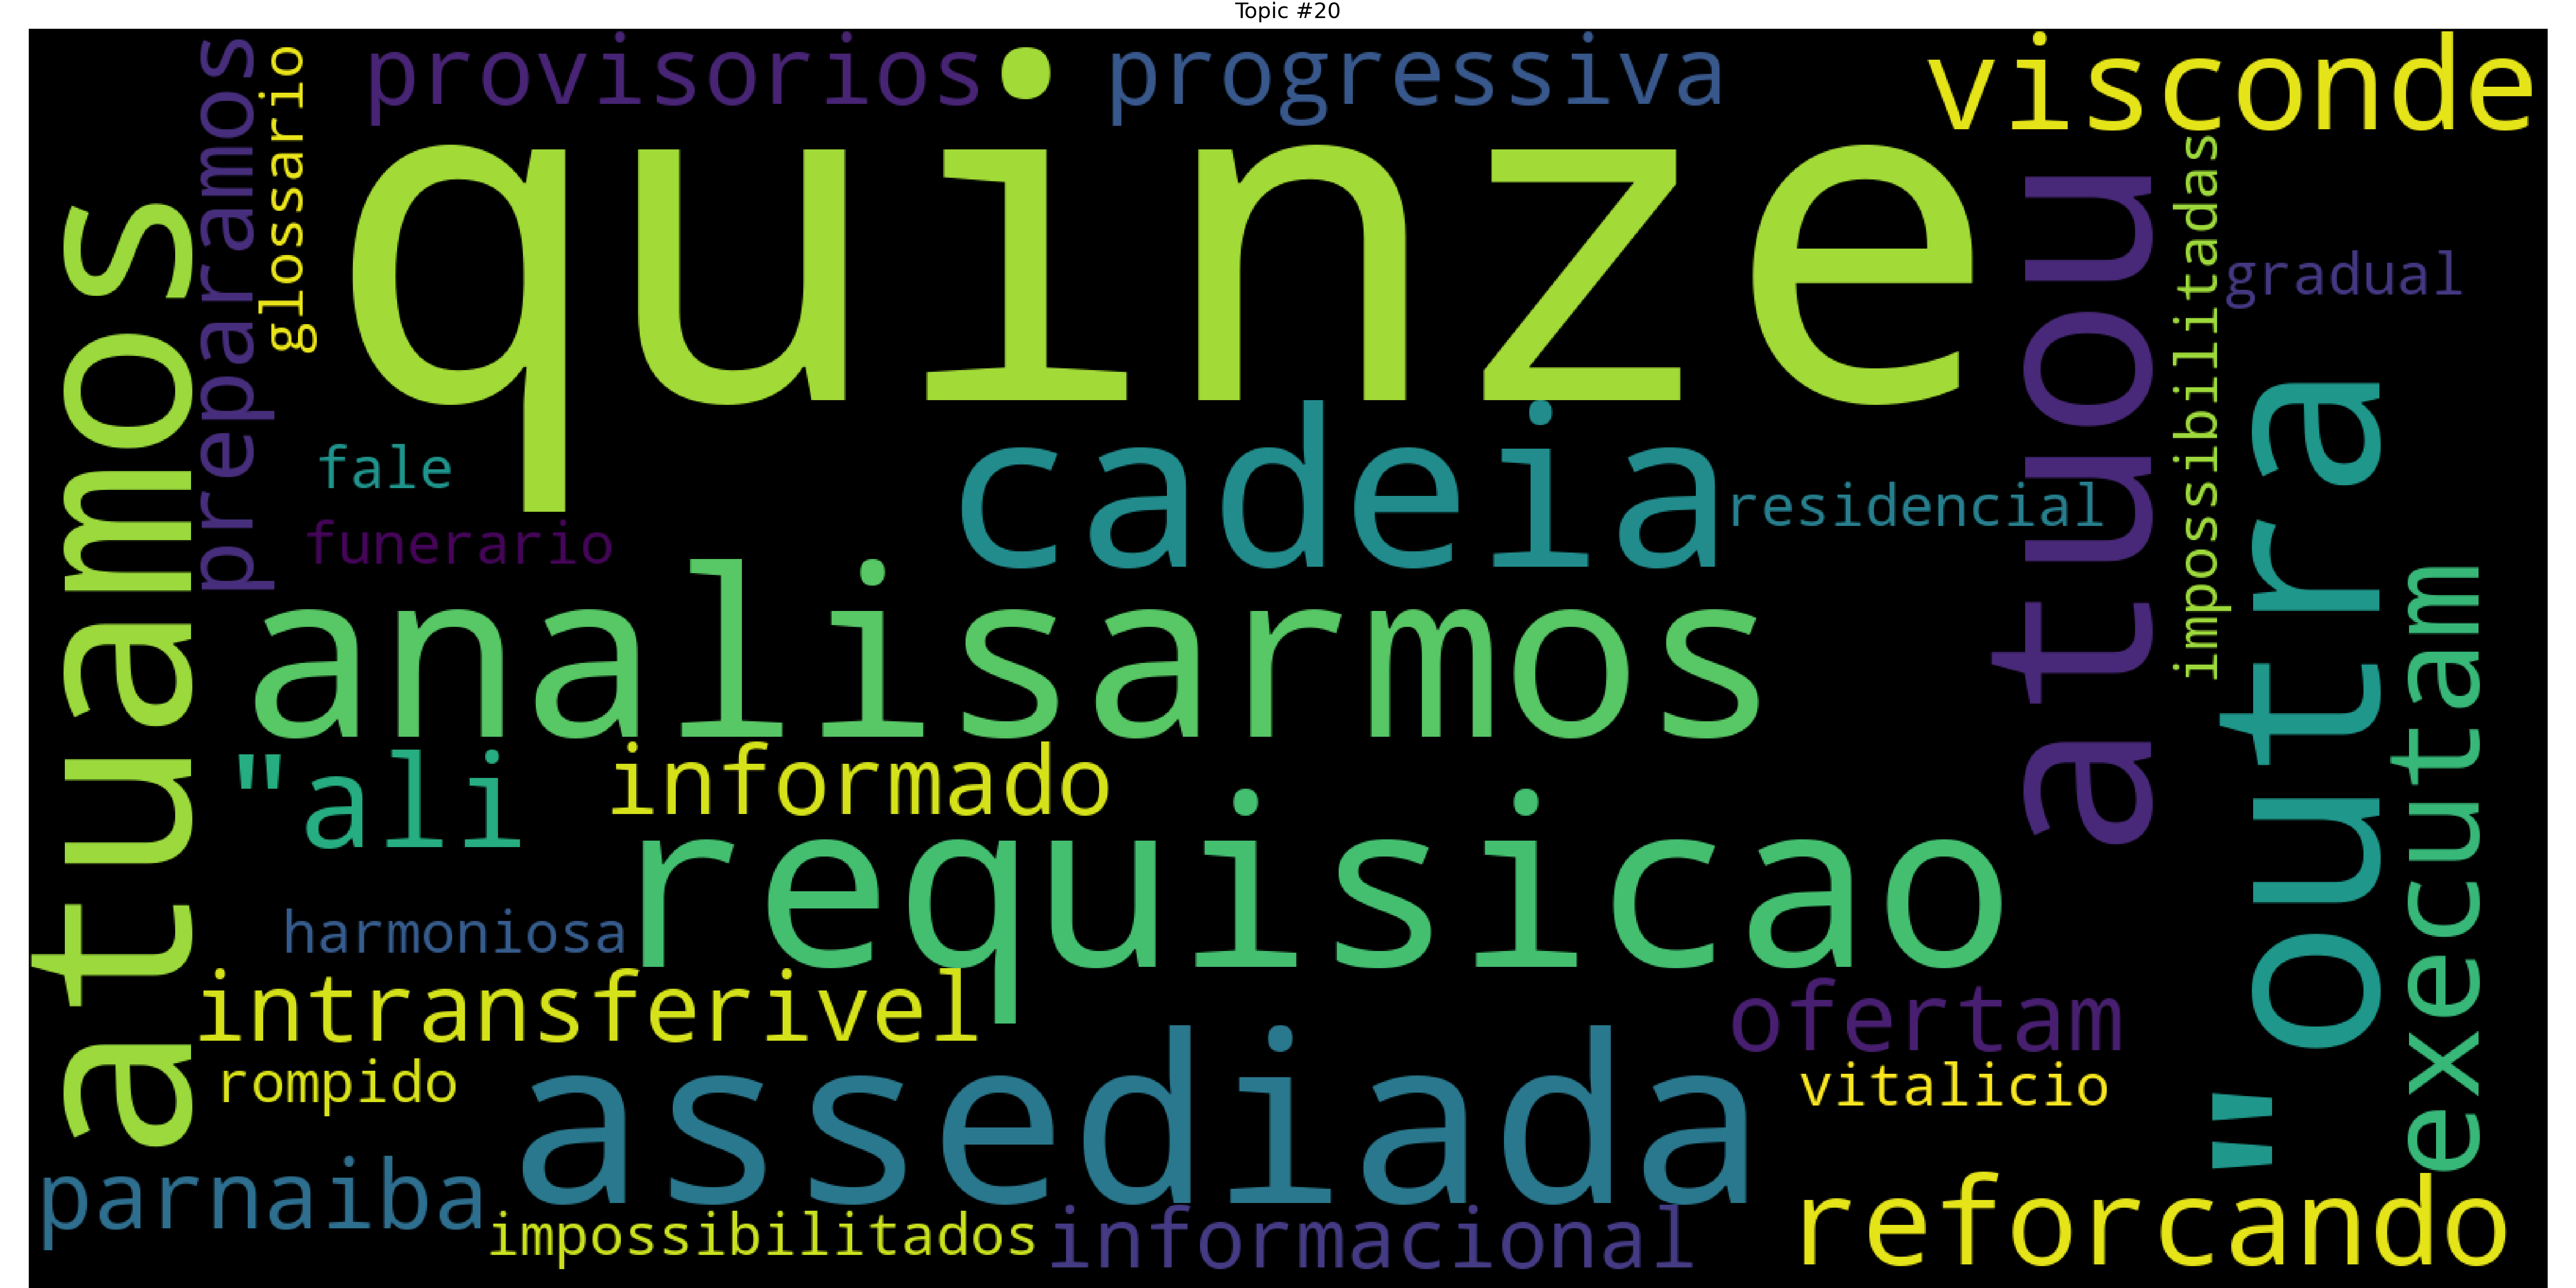 Topic #20
provisorios
progressiva
visconde
preparamos
glossario
quinze
atuou
impossibilitadas
gradual
atuamos
fale
cadeia
residencial
"outra
funerario
analisarmos
executam
"ali
informado
requisicao
harmoniosa
intransferivel
ofertam
rompido
assediada
vitalicio
parnaiba
impossibilitados
informacional
reforcando